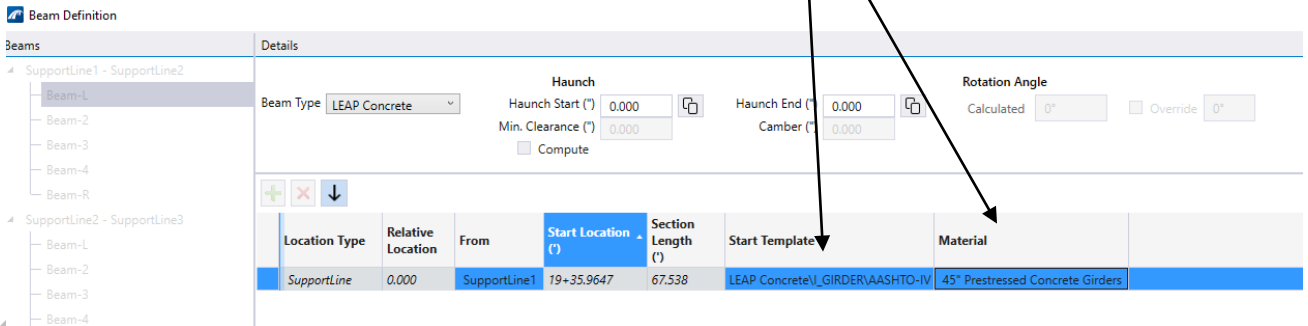 Beam Definition
Beams
Details
SupportLine1 - SupportLine2
Beam-L
Beam-2
Beam-3
Beam-4
Beam-R
SupportLine2 - SupportLine3
Beam-L
Beam-2
Beam-3
Beam-4
Beam Type LEAP Concrete
Haunch
Haunch Start (") 0.000
Min. Clearance (") 0.000
Compute
Haunch End (") 0.000
Camber (") 0.000
Rotation Angle
Calculated 0° Override 0°
Location Type Relative Location From Start Location (') Section Length (') Start Template Material
SupportLine 0.000 SupportLine1 19+35.9647 67.538 LEAP Concrete\I_GIRDER\AASHTO-IV 45" Prestressed Concrete Girders